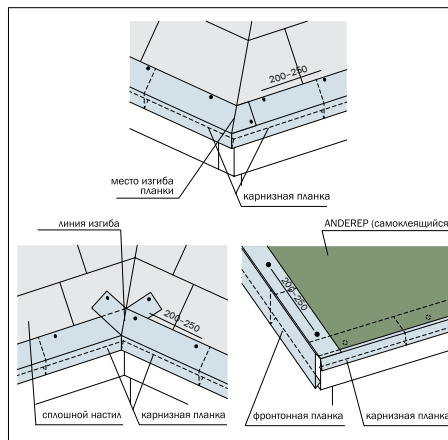 200–250
место изгиба
планки
карнизная планка
линия изгиба
ANDEREP (самоклеящийся
200–250
200–250
сплошной настил
карнизная планка
фронтонная планка
карнизная планка